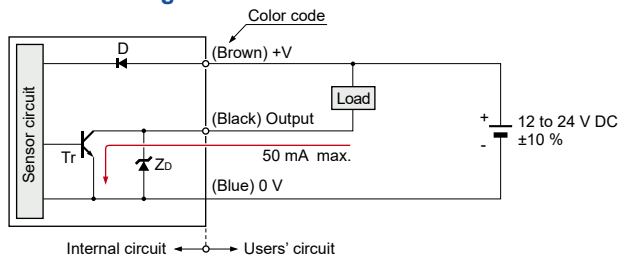 Color code
D
(Brown) +V
Load
(Black) Output
Sensor circuit
Tr
ZD
50 mA max.
+
-
12 to 24 V DC
±10 %
(Blue) 0 V
Internal circuit
Users' circuit